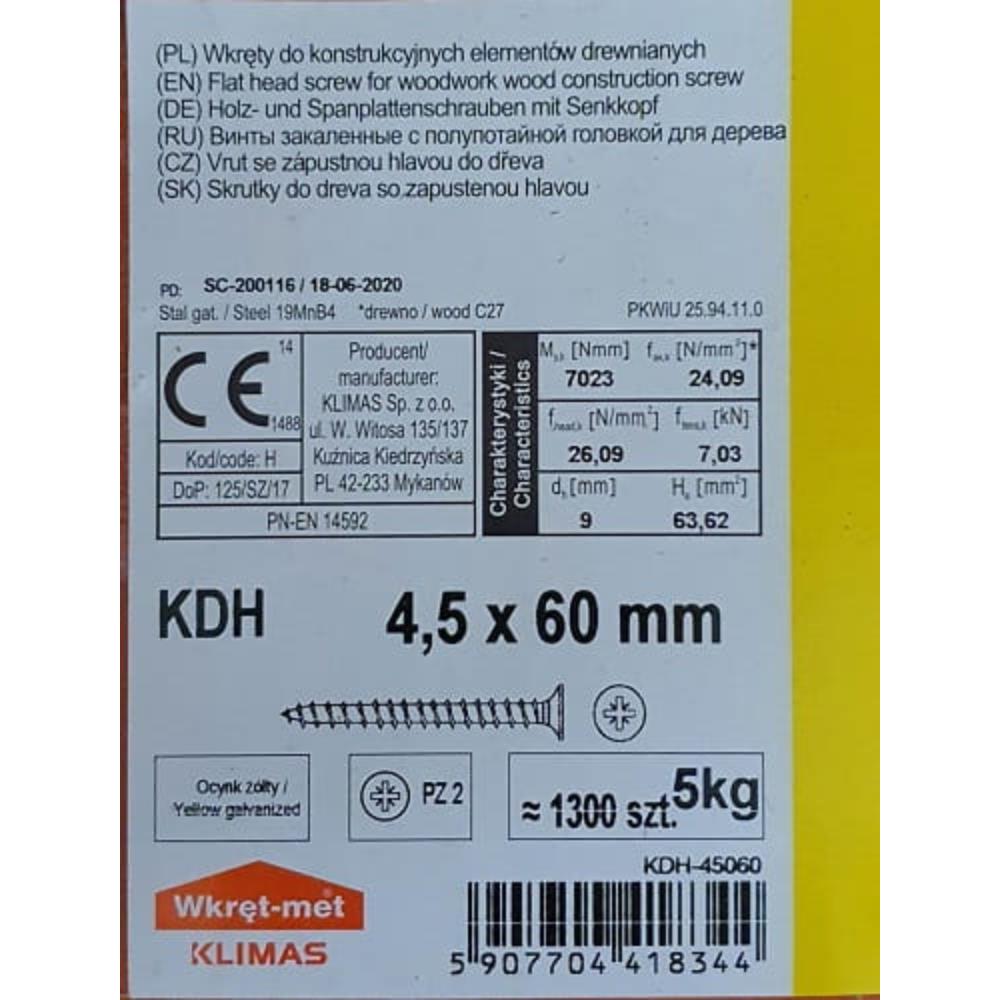 (PL) Wkręty do konstrukcyjnych elementów drewnianych
(EN) Flat head screw for woodwork wood construction screw
(DE) Holz- und Spanplattenschrauben mit Senkkopf
(RU) Винты закаленные с полупотайной головкой для дерева
(CZ) Vrut se zápustnou hlavou do dřeva
(SK) Skrutky do dreva so zapustenou hlavou
PD: SC-200116 / 18-06-2020
Stal gat. / Steel 19MnB4 *drewno / wood C27 PKWiU 25.94.11.0
CE 14
1488
Kod/code: H
DoP: 125/SZ/17
PN-EN 14592
Producent/
manufacturer:
KLIMAS Sp. z o.o.
ul. W. Witosa 135/137
Kuźnica Kiedrzyńska
PL 42-233 Mykanów
Charakterystyki /
Characteristics
[Nmm] [N/mm²]*
7023 24,09
[N/mm²] [kN]
26,09 7,03
[mm] [mm²]
9 63,62
KDH 4,5 x 60 mm
Ocynk żółty /
Yellow galvanized
PZ 2
≈ 1300 szt. 5kg
KDH-45060
Wkręt-met
KLIMAS
5 907704 418344